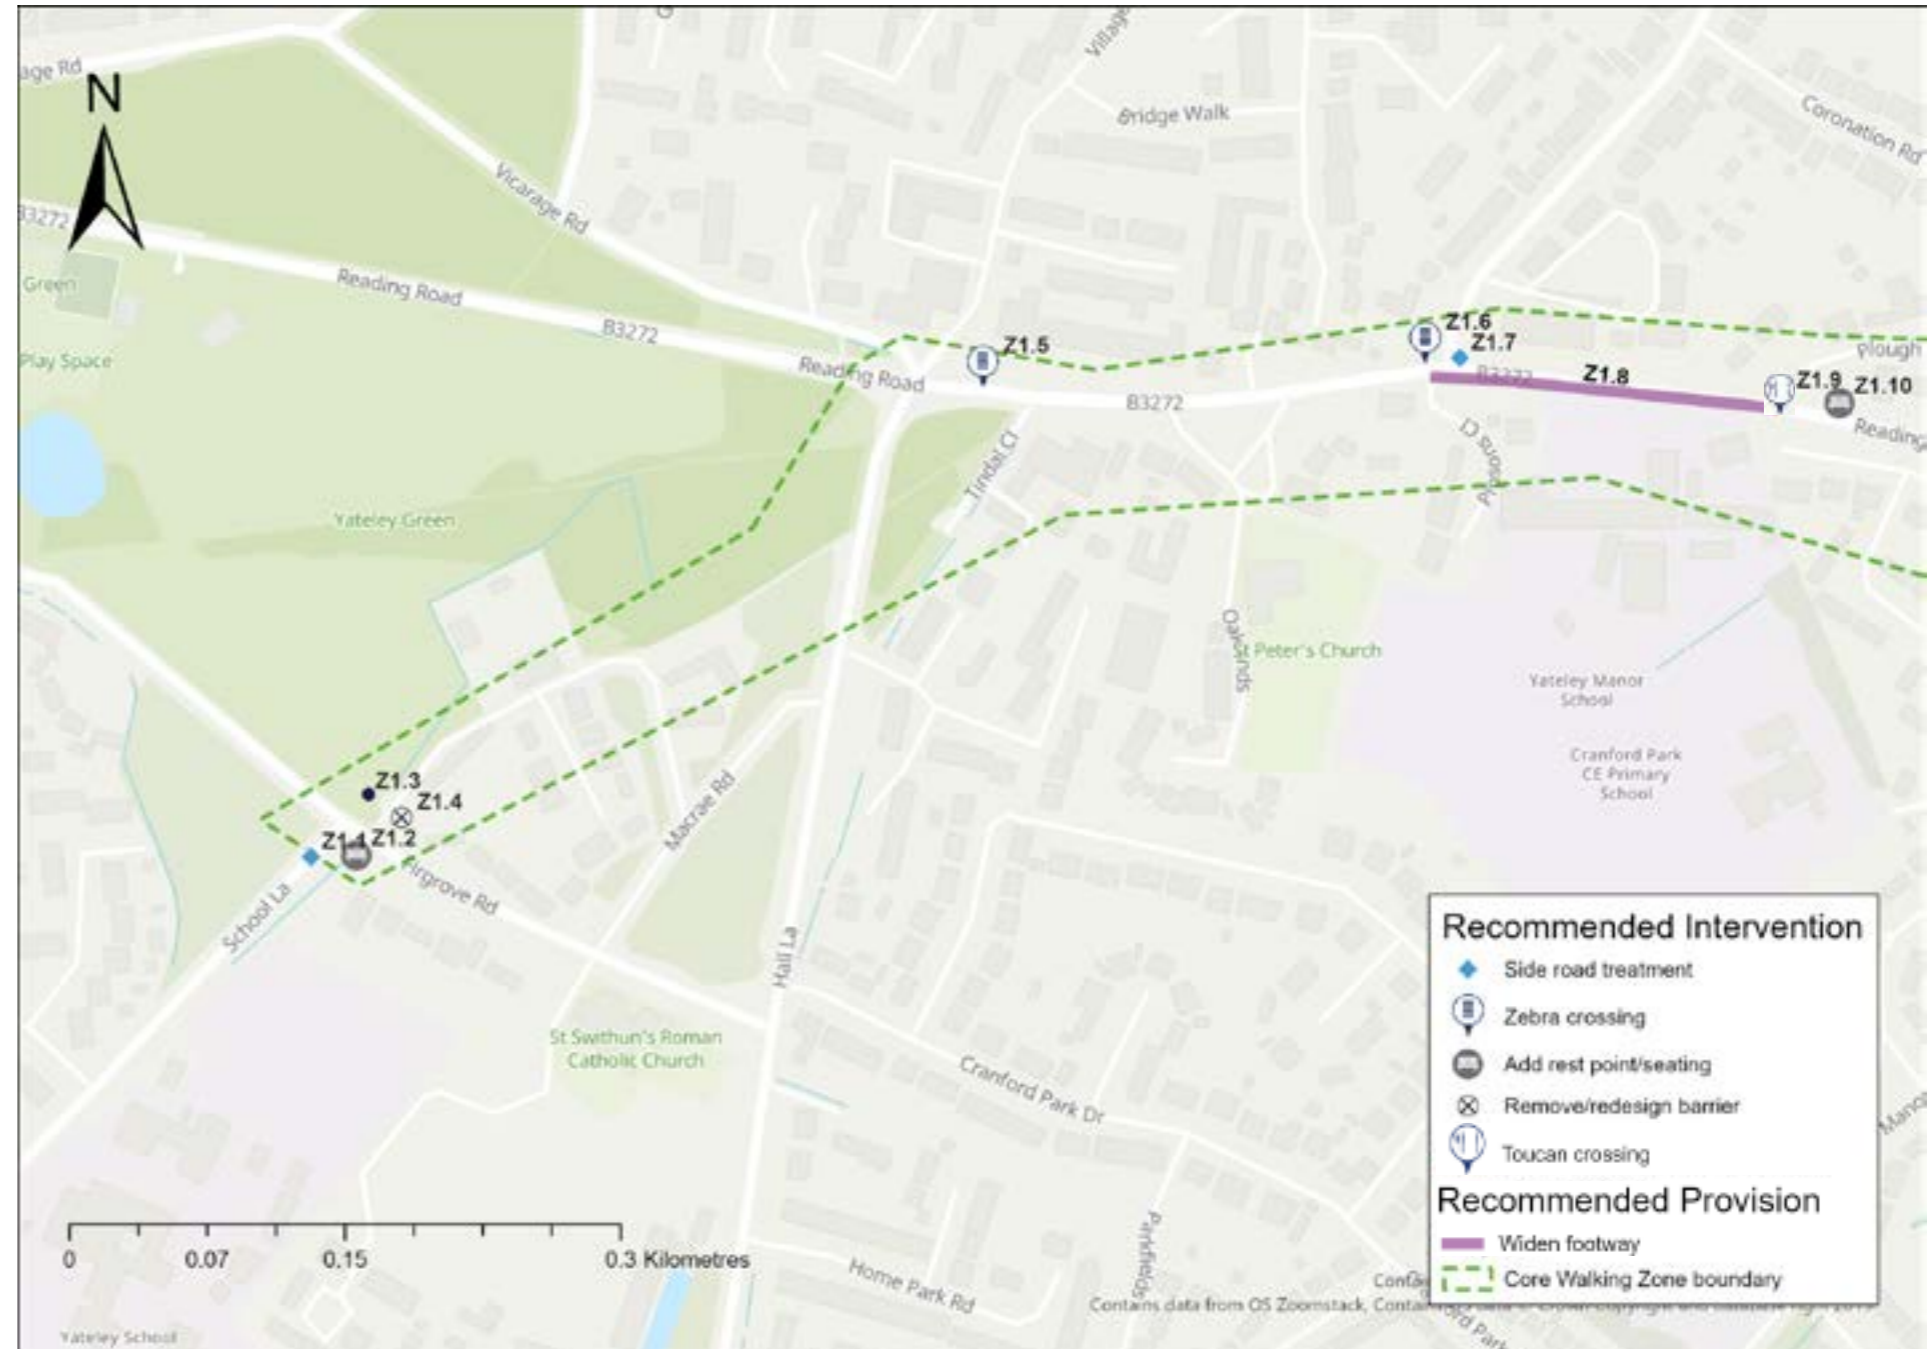 age Rd
N
Village
Bridge Walk
Coronation Rd
Vicarage Rd
B3272
Green
Reading Road
B3272
Play Space
Reading Road
Z1.5
B3272
Z1.6
Z1.7
B3272
Z1.8
Z1.9
Z1.10
Plough
Reading
Tindal Cl
Parsons Cl
Yateley Green
Oaklands
St Peter's Church
Yateley Manor
School
Cranford Park
CE Primary
School
Z1.3
Z1.4
Z1.1
Z1.2
Macrae Rd
Firgrove Rd
School La
Hall La
St Swithun's Roman
Catholic Church
Cranford Park Dr
Parkfields
Home Park Rd
Yateley School
0 0.07 0.15 0.3 Kilometres
Recommended Intervention
Side road treatment
Zebra crossing
Add rest point/seating
Remove/redesign barrier
Toucan crossing
Recommended Provision
Widen footway
Core Walking Zone boundary
Contains data from OS Zoomstack,
ford Park